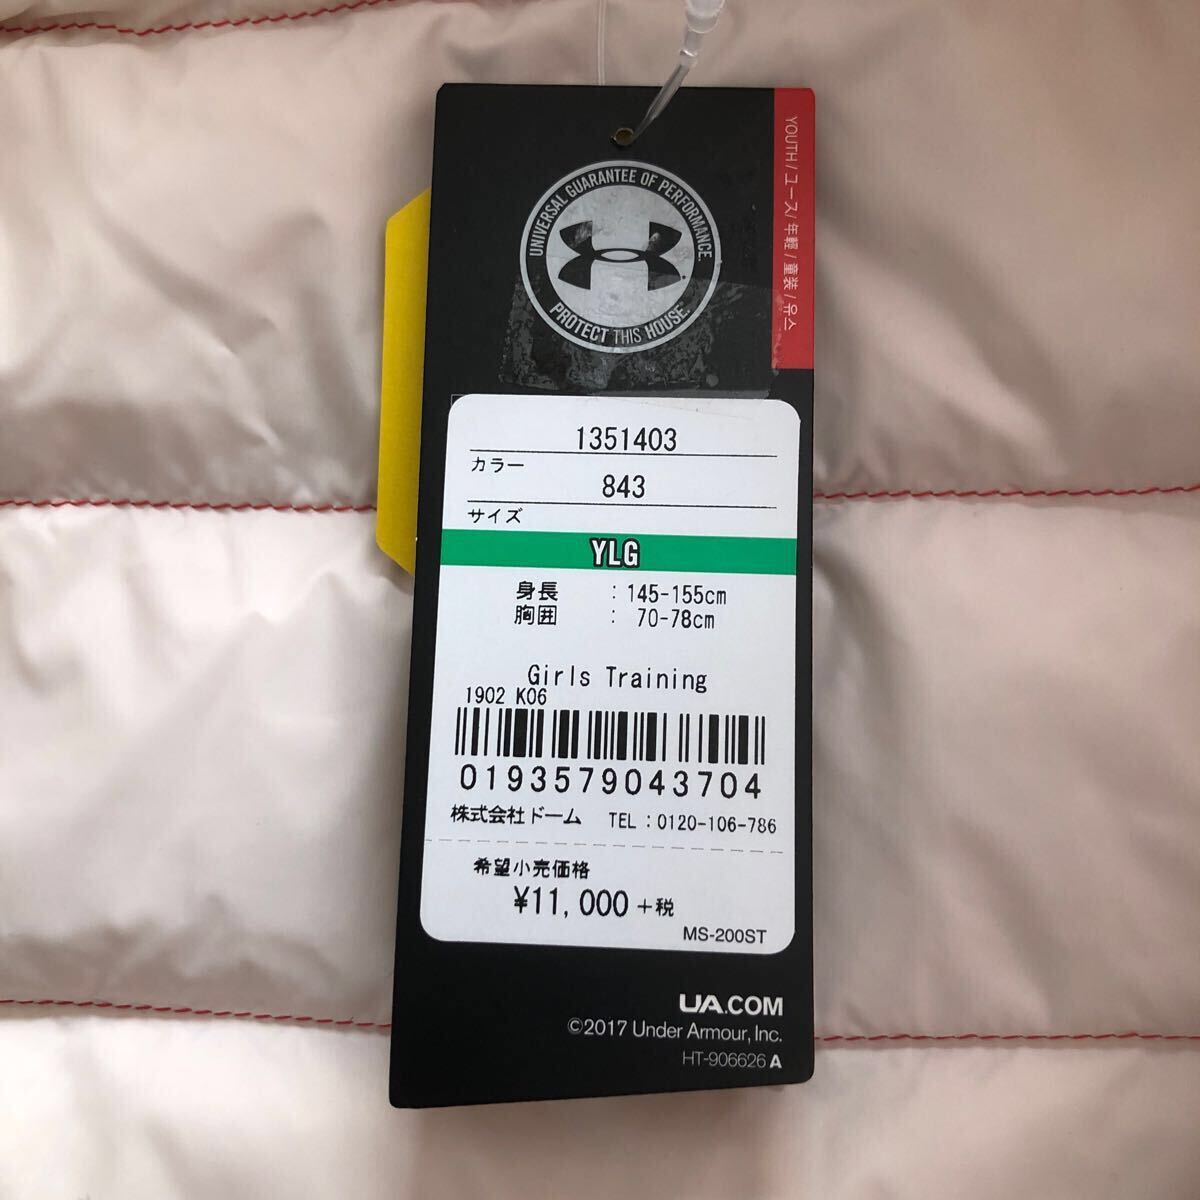 UNIVERSAL GUARANTEE OF PERFORMANCE.
PROTECT THIS HOUSE.
YOUTH / ユース / 年輕 / 童装 / 유스
1351403
カラー
843
サイズ
YLG
身長 : 145-155cm
胸囲 : 70-78cm
Girls Training
1902 K06
0193579043704
株式会社ドーム TEL:0120-106-786
希望小売価格
¥11,000+税
MS-200ST
UA.COM
©2017 Under Armour, Inc.
HT-906626 A